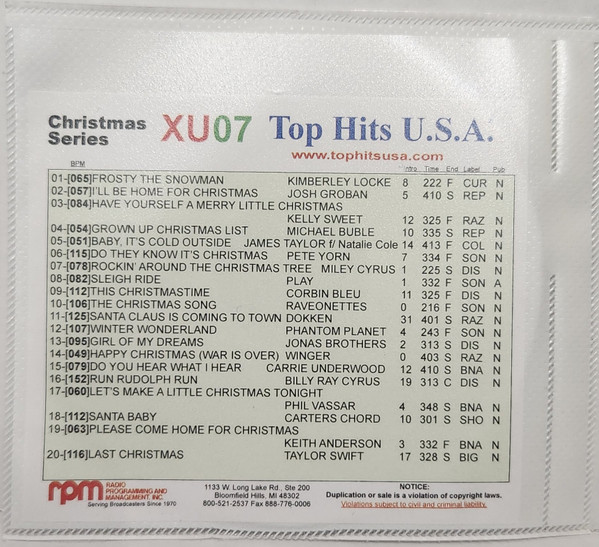 Christmas Series XU07 Top Hits U.S.A.
www.tophitsusa.com
BPM Intro Time End Label Pub
01-[065]FROSTY THE SNOWMAN KIMBERLEY LOCKE 8 222 F CUR N
02-[057]I'LL BE HOME FOR CHRISTMAS JOSH GROBAN 5 410 S REP N
03-[084]HAVE YOURSELF A MERRY LITTLE CHRISTMAS
KELLY SWEET 12 325 F RAZ N
04-[054]GROWN UP CHRISTMAS LIST MICHAEL BUBLE 10 335 S REP N
05-[051]BABY, IT'S COLD OUTSIDE JAMES TAYLOR f/ Natalie Cole 14 413 F COL N
06-[115]DO THEY KNOW IT'S CHRISTMAS PETE YORN 7 334 F SON N
07-[078]ROCKIN' AROUND THE CHRISTMAS TREE MILEY CYRUS 1 225 S DIS N
08-[082]SLEIGH RIDE PLAY 1 332 F SON A
09-[112]THIS CHRISTMASTIME CORBIN BLEU 11 325 F DIS N
10-[106]THE CHRISTMAS SONG RAVEONETTES 0 216 F SON N
11-[125]SANTA CLAUS IS COMING TO TOWN DOKKEN 31 401 S RAZ N
12-[107]WINTER WONDERLAND PHANTOM PLANET 4 243 F SON N
13-[095]GIRL OF MY DREAMS JONAS BROTHERS 2 313 S DIS N
14-[049]HAPPY CHRISTMAS (WAR IS OVER) WINGER 0 403 S RAZ N
15-[079]DO YOU HEAR WHAT I HEAR CARRIE UNDERWOOD 12 410 S BNA N
16-[152]RUN RUDOLPH RUN BILLY RAY CYRUS 19 313 C DIS N
17-[060]LET'S MAKE A LITTLE CHRISTMAS TONIGHT
PHIL VASSAR 4 348 S BNA N
18-[112]SANTA BABY CARTERS CHORD 10 301 S SHO N
19-[063]PLEASE COME HOME FOR CHRISTMAS
KEITH ANDERSON 3 332 F BNA N
20-[116]LAST CHRISTMAS TAYLOR SWIFT 17 328 S BIG N
rpm RADIO PROGRAMMING AND MANAGEMENT, INC.
Serving Broadcasters Since 1970
1133 W. Long Lake Rd., Ste 200
Bloomfield Hills, MI 48302
800-521-2537 Fax 888-776-0006
NOTICE:
Duplication or sale is a violation of copyright laws.
Violations subject to civil and criminal liability.